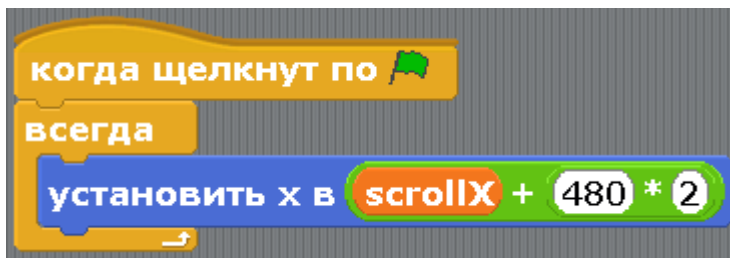 когда щелкнут по
всегда
установить x в scrollX + 480 * 2